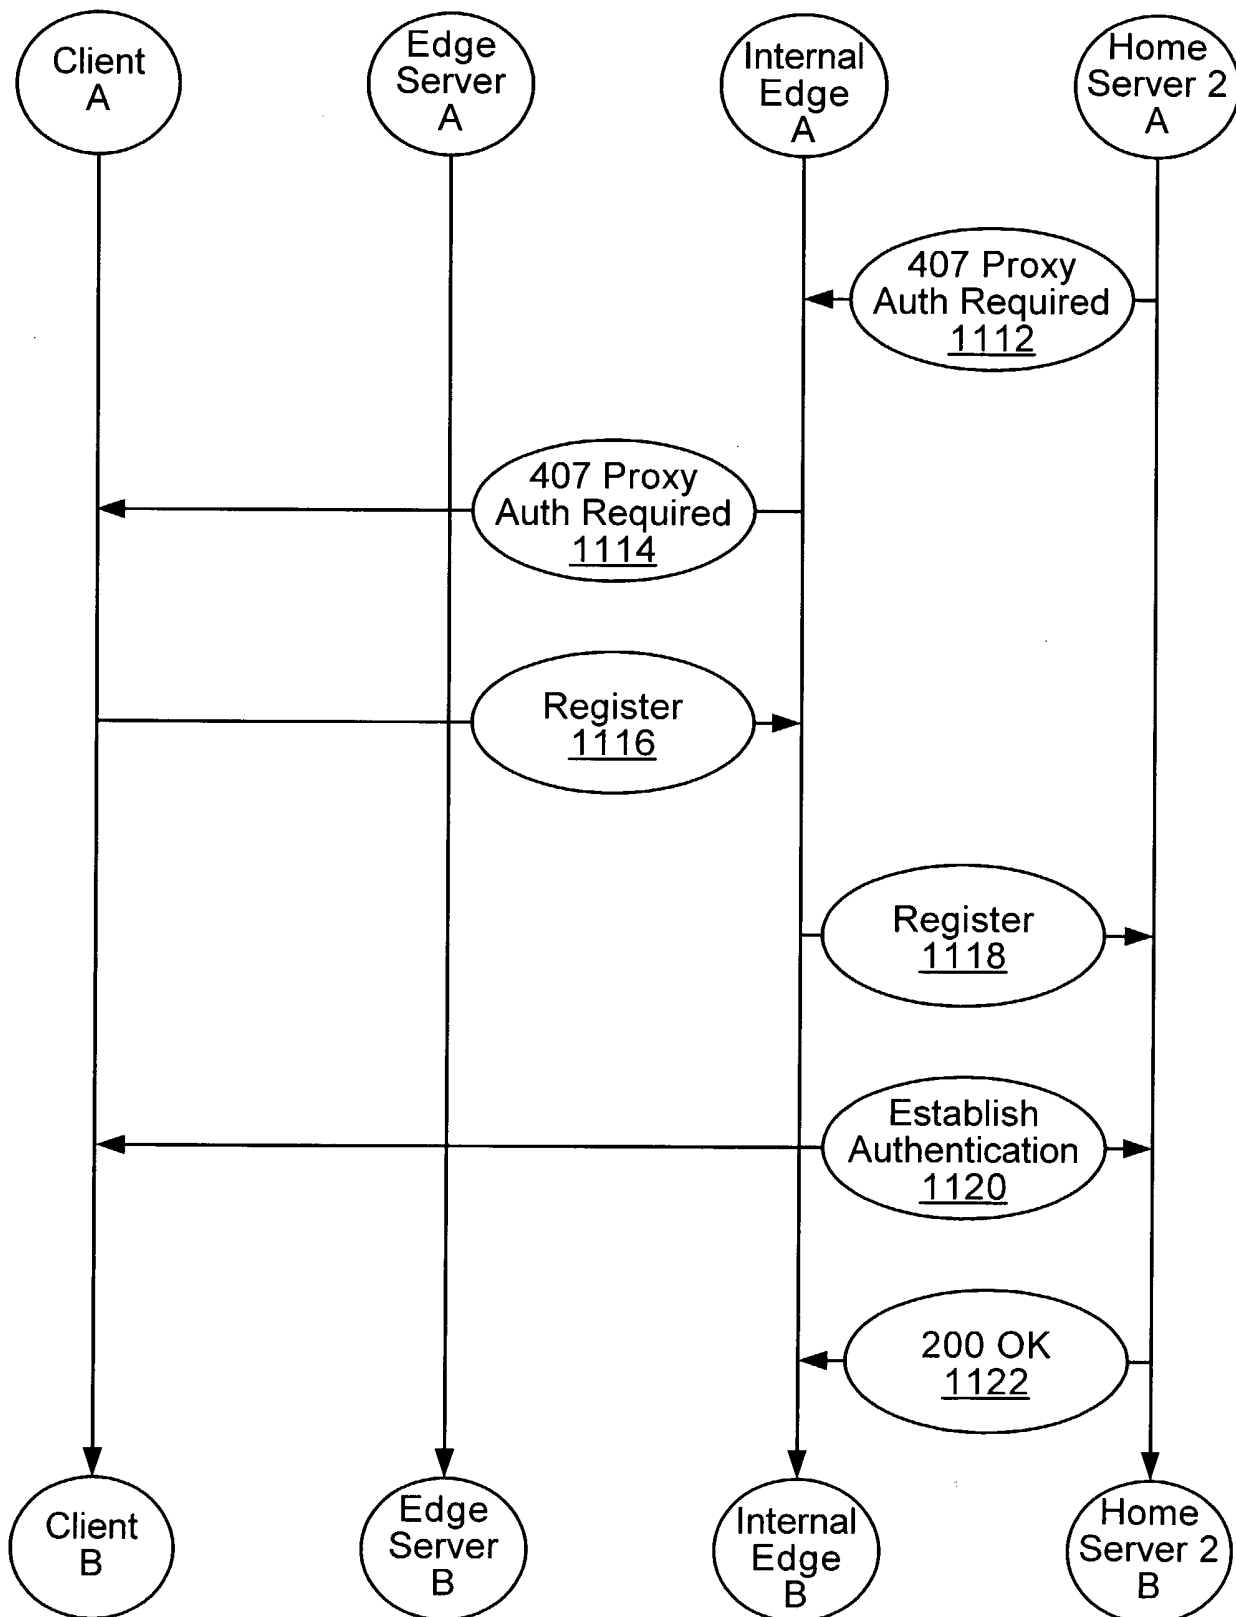 Client
A
Edge
Server
A
Internal
Edge
A
Home
Server 2
A
407 Proxy
Auth Required
1112
407 Proxy
Auth Required
1114
Register
1116
Register
1118
Establish
Authentication
1120
200 OK
1122
Client
B
Edge
Server
B
Internal
Edge
B
Home
Server 2
B